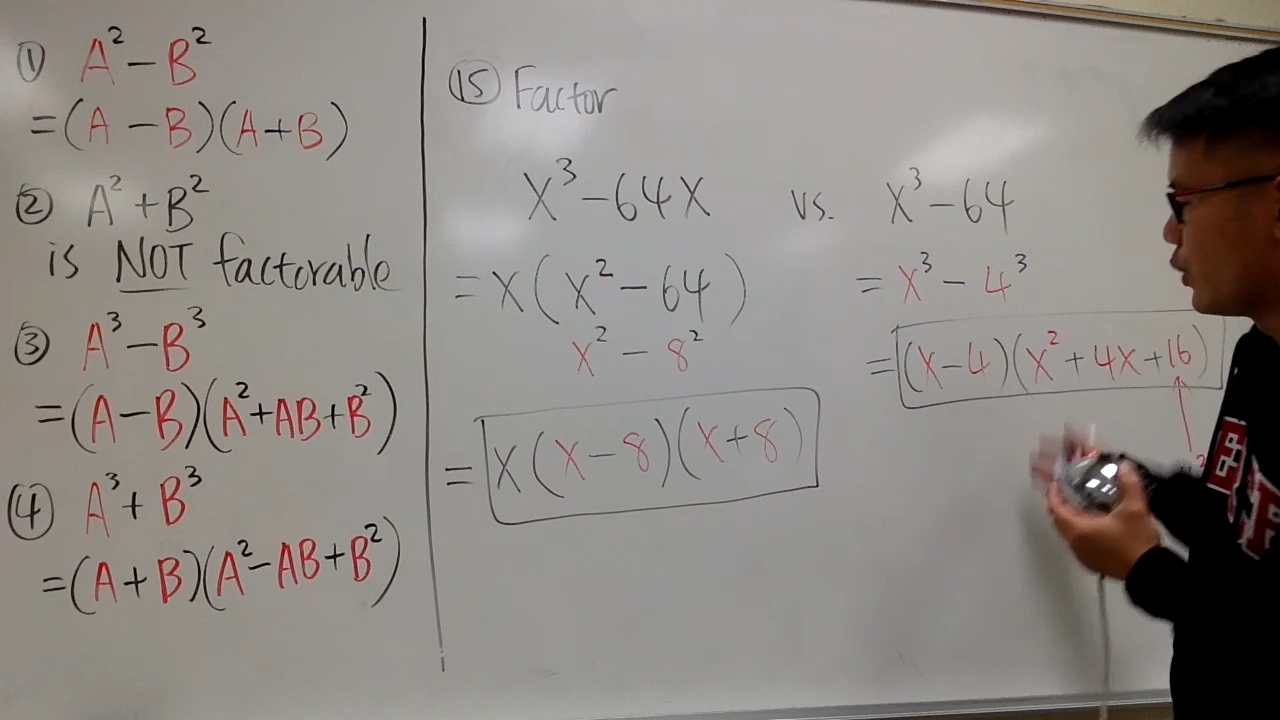 ① A² - B²
= (A - B)(A + B)
② A² + B²
is NOT factorable
③ A³ - B³
= (A - B)(A² + AB + B²)
④ A³ + B³
= (A + B)(A² - AB + B²)
⑮ Factor
x³ - 64x vs. x³ - 64
= x(x² - 64)
x² - 8²
= x(x - 8)(x + 8)
= x³ - 4³
= (x - 4)(x² + 4x + 16)